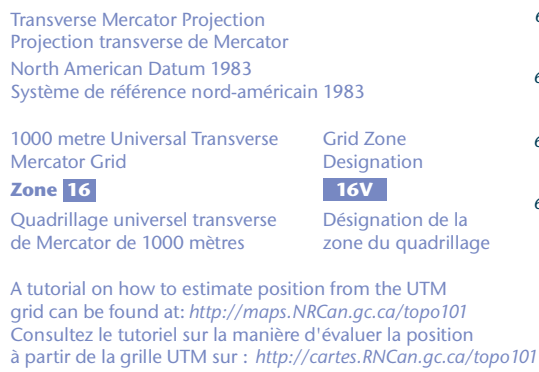 Transverse Mercator Projection
Projection transverse de Mercator
North American Datum 1983
Système de référence nord-américain 1983
1000 metre Universal Transverse
Mercator Grid
Zone 16
Quadrillage universel transverse
de Mercator de 1000 mètres
Grid Zone
Designation
16V
Désignation de la
zone du quadrillage
A tutorial on how to estimate position from the UTM
grid can be found at: http://maps.NRCan.gc.ca/topo101
Consultez le tutoriel sur la manière d'évaluer la position
à partir de la grille UTM sur : http://cartes.RNCan.gc.ca/topo101